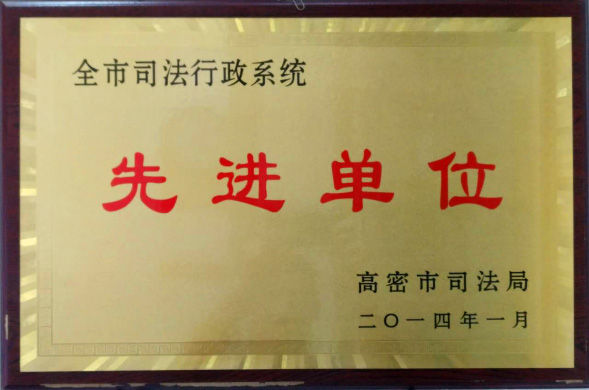 全市司法行政系统
先进单位
高密市司法局
二〇一四年一月